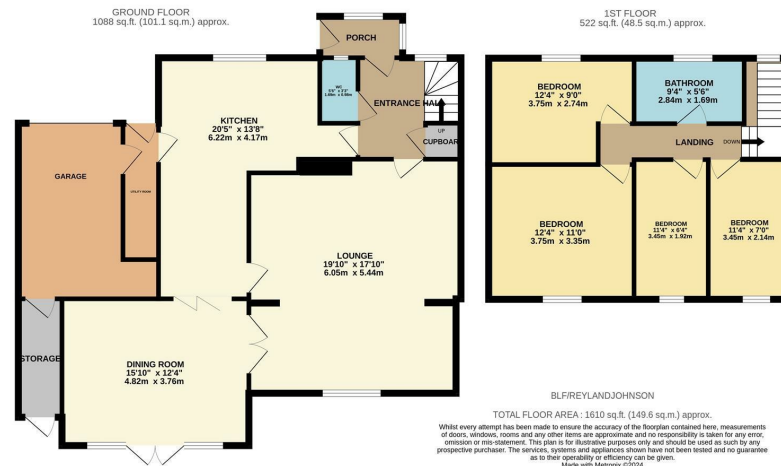 GROUND FLOOR
1088 sq.ft. (101.1 sq.m.) approx.
PORCH
WC
ENTRANCE HALL
UP
CUPBOARD
KITCHEN
20'5" x 13'8"
6.22m x 4.17m
GARAGE
UTILITY ROOM
LOUNGE
19'10" x 17'10"
6.05m x 5.44m
STORAGE
DINING ROOM
15'10" x 12'4"
4.82m x 3.76m
1ST FLOOR
522 sq.ft. (48.5 sq.m.) approx.
BEDROOM
12'4" x 9'0"
3.75m x 2.74m
BATHROOM
9'4" x 5'6"
2.84m x 1.69m
LANDING
DOWN
BEDROOM
12'4" x 11'0"
3.75m x 3.35m
BEDROOM
11'4" x 6'4"
3.45m x 1.92m
BEDROOM
11'4" x 7'0"
3.45m x 2.14m
BLF/REYLANDJOHNSON
TOTAL FLOOR AREA : 1610 sq.ft. (149.6 sq.m.) approx.
Whilst every attempt has been made to ensure the accuracy of the floorplan contained here, measurements
of doors, windows, rooms and any other items are approximate and no responsibility is taken for any error,
omission or mis-statement. This plan is for illustrative purposes only and should be used as such by any
prospective purchaser. The services, systems and appliances shown have not been tested and no guarantee
as to their operability or efficiency can be given.
Made with Metropix ©2024